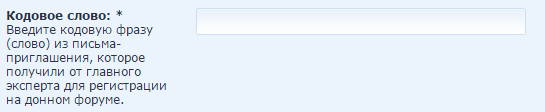 Кодовое слово: *
Введите кодовую фразу
(слово) из письма-
приглашения, которое
получили от главного
эксперта для регистрации
на донном форуме.